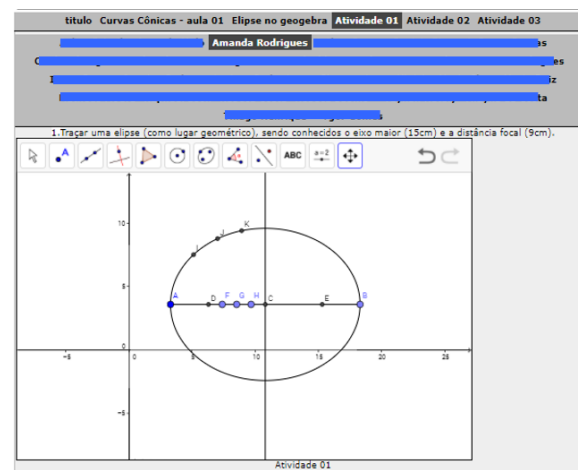 titulo Curvas Cônicas - aula 01 Elipse no geogebra Atividade 01 Atividade 02 Atividade 03
Amanda Rodrigues
1.Traçar uma elipse (como lugar geométrico), sendo conhecidos o eixo maior (15cm) e a distância focal (9cm).
A ABC a=2
10
K
J
I
5
A D F G H C E B
0
-5 0 5 10 15 20 25
-5
Atividade 01